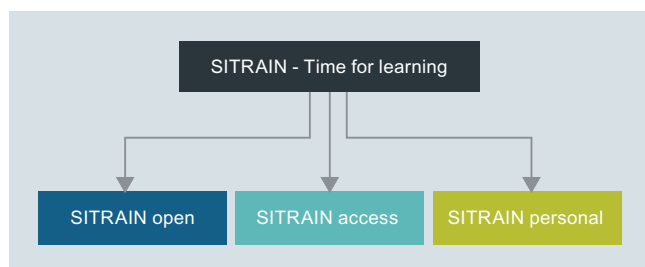 SITRAIN - Time for learning
SITRAIN open
SITRAIN access
SITRAIN personal